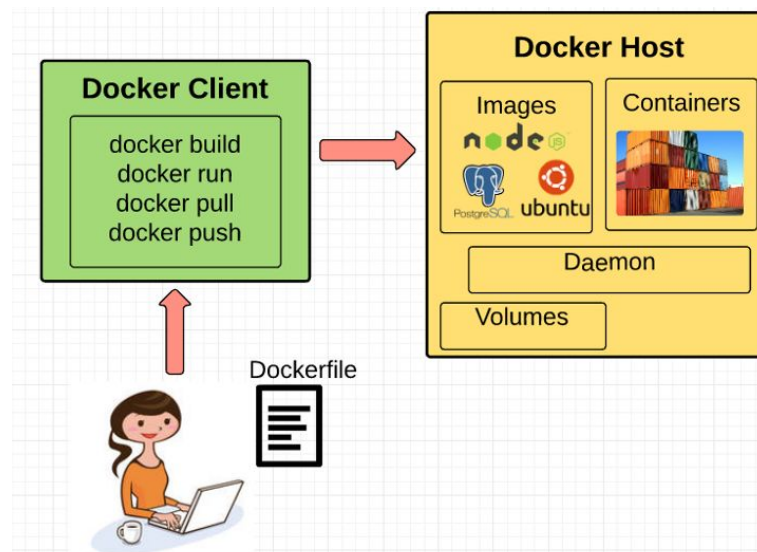 Docker Client
docker build
docker run
docker pull
docker push
Docker Host
Images
node
JS
PostgreSQL
ubuntu
Containers
Daemon
Volumes
Dockerfile